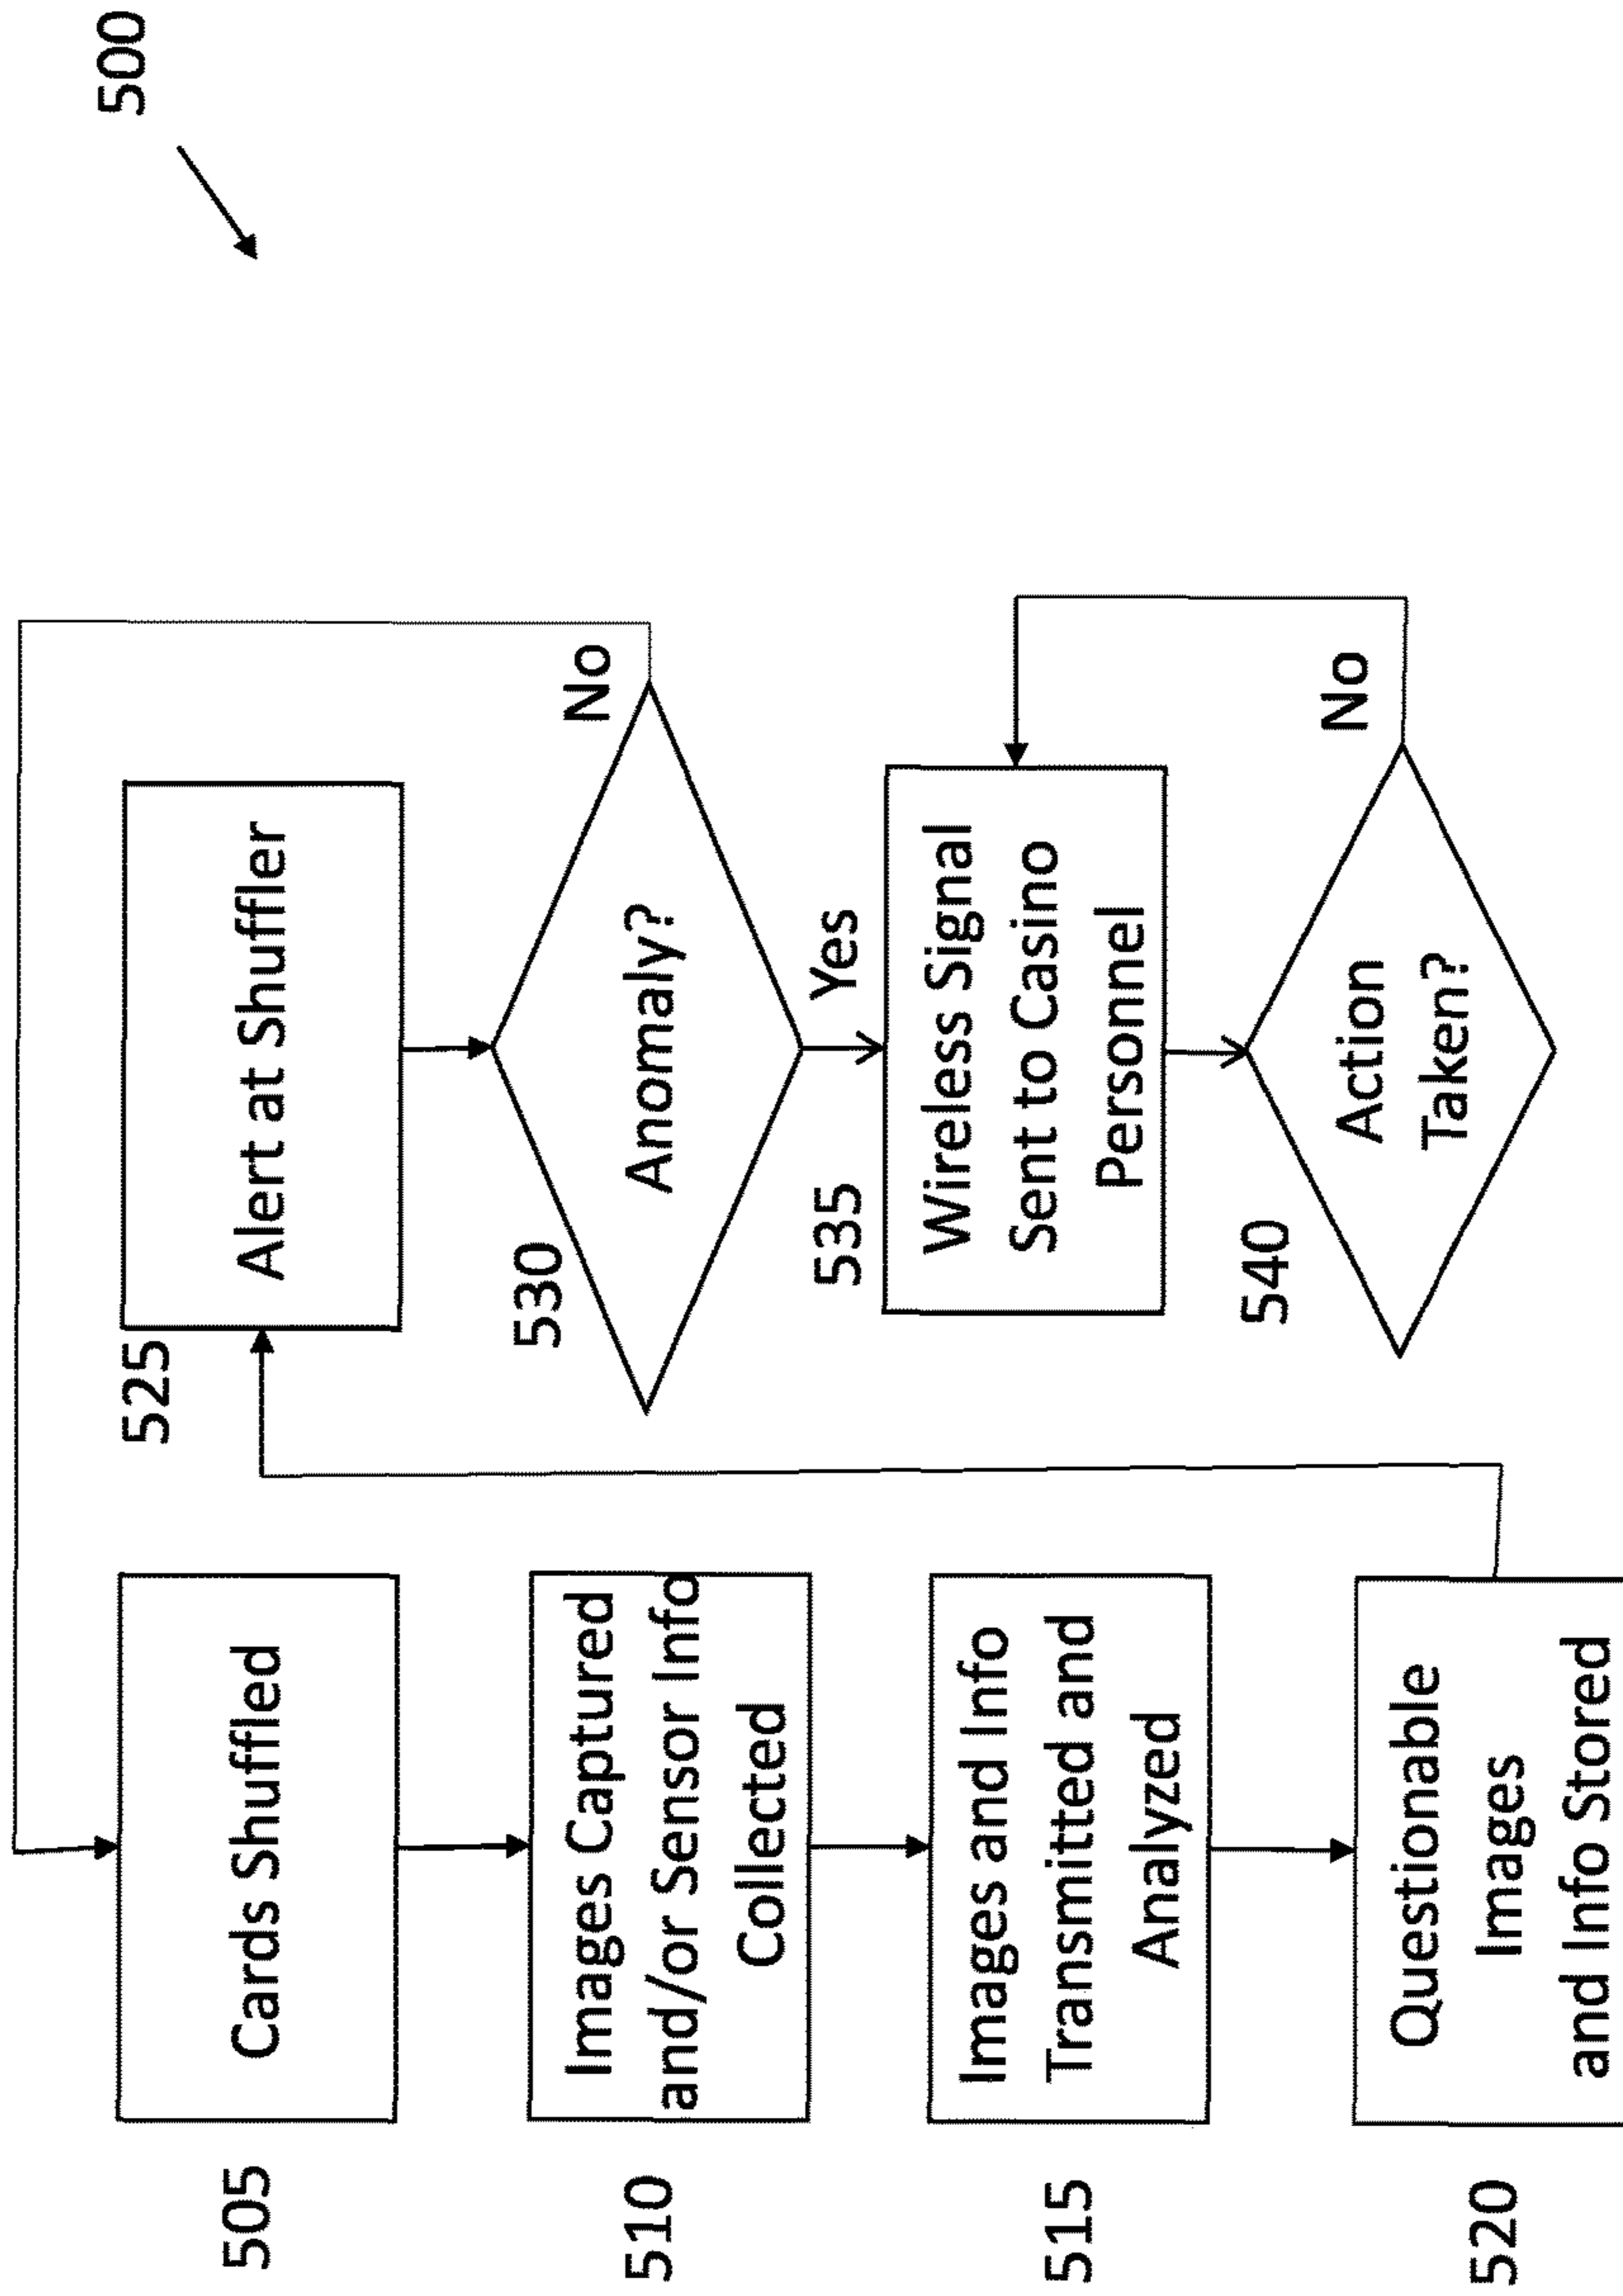 500
505
Cards Shuffled
510
Images Captured
and/or Sensor Info
Collected
515
Images and Info
Transmitted and
Analyzed
520
Questionable
Images
and Info Stored
525
Alert at Shuffler
530
Anomaly?
No
Yes
535
Wireless Signal
Sent to Casino
Personnel
540
Action
Taken?
No